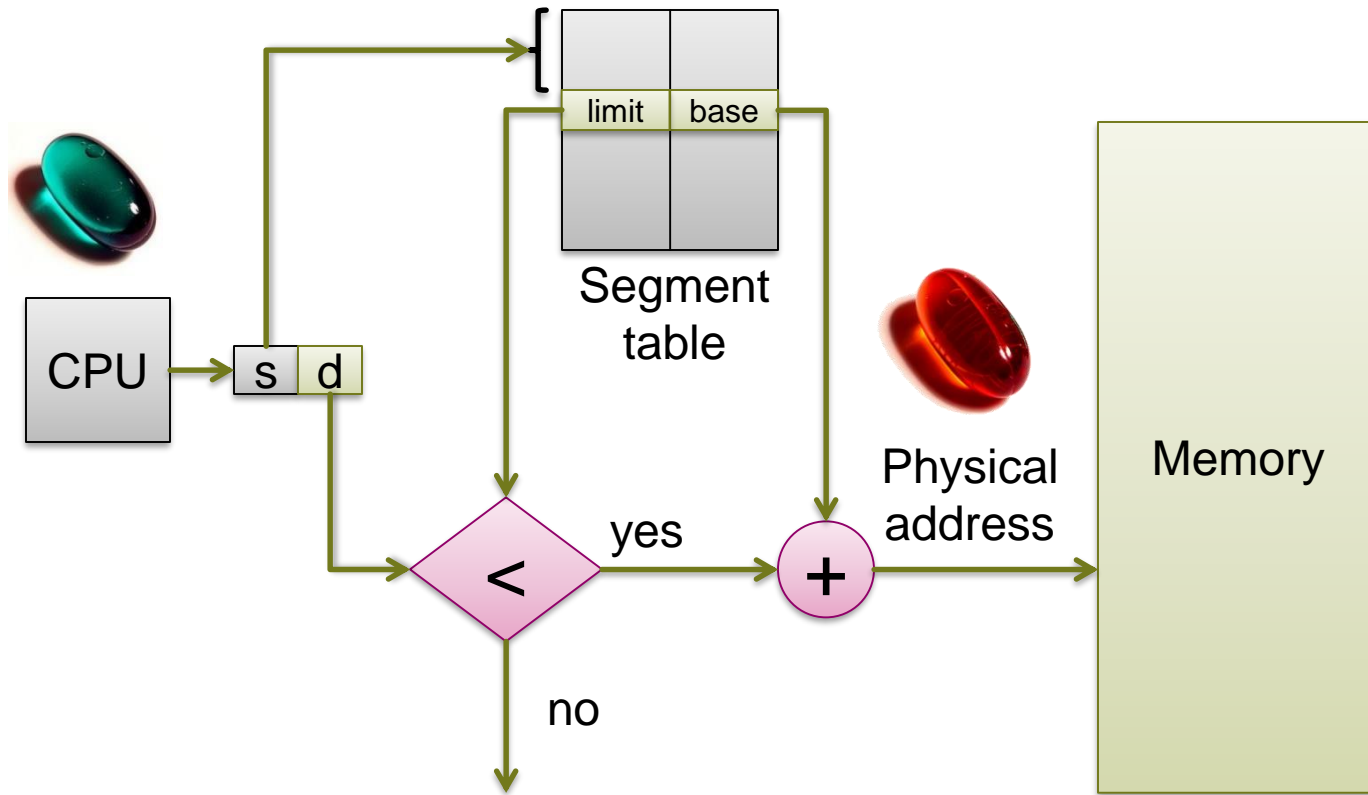 limit base
Segment
table
CPU
s d
Physical
address
Memory
<
yes
+
no